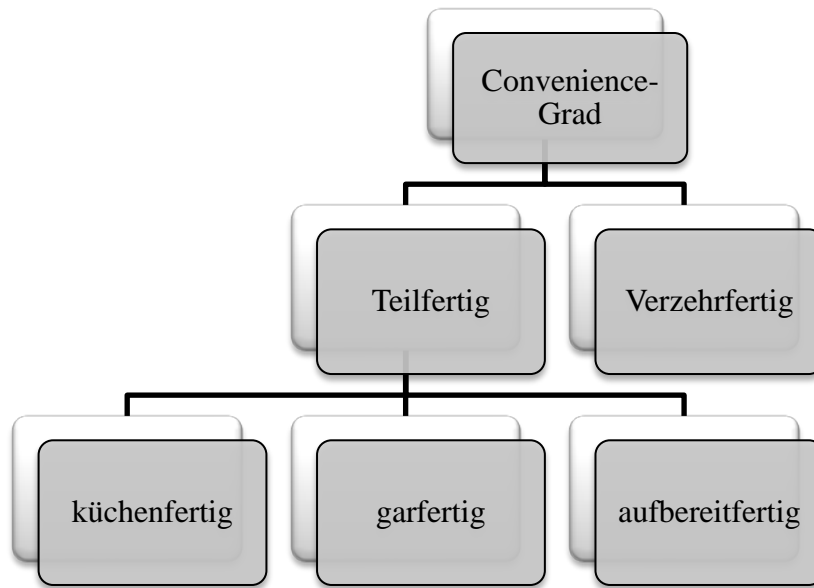 Convenience-
Grad
Teilfertig
Verzehrfertig
küchenfertig
garfertig
aufbereitfertig